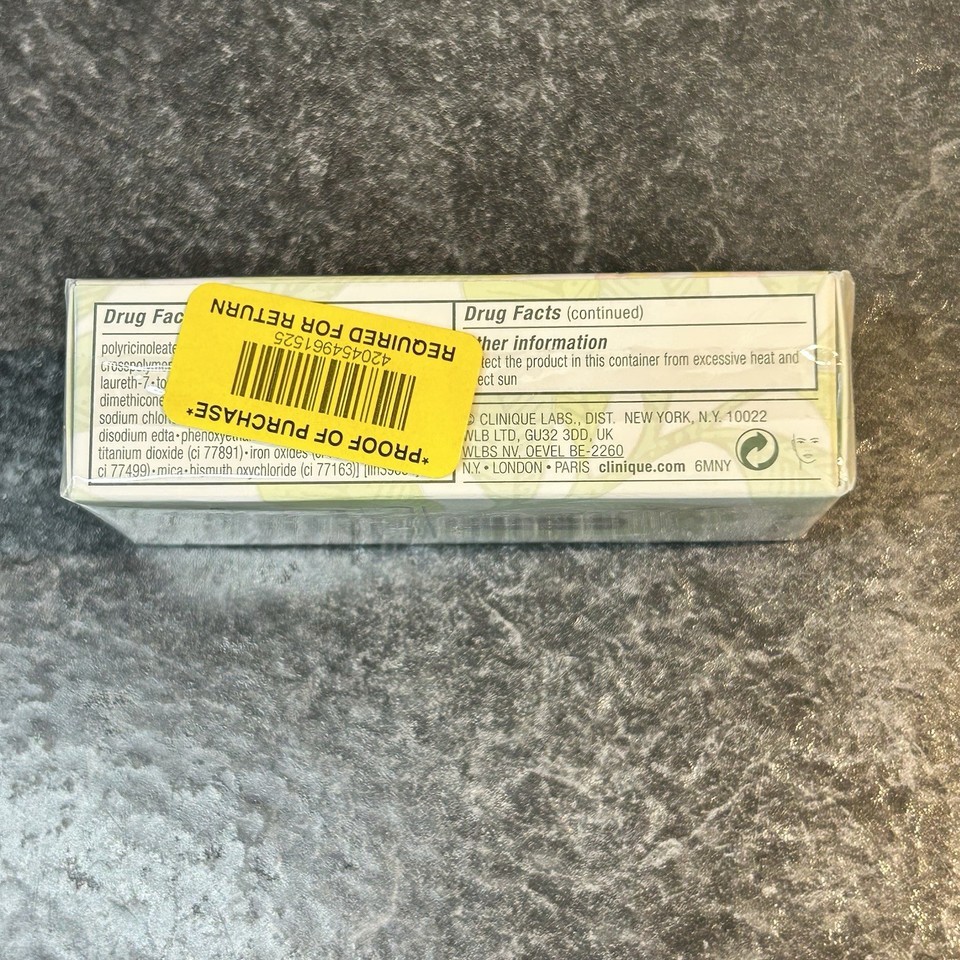 Drug Fac
polyricinoleate
crosspolymer
laureth-7•to
dimethicone
sodium chlor
disodium edta•phenoxyetha
titanium dioxide (ci 77891)•iron oxides (ci
ci 77499)•mica•bismuth oxychloride (ci 77163)]
*PROOF OF PURCHASE*
420454961525
REQUIRED FOR RETURN
Drug Facts (continued)
ther information
tect the product in this container from excessive heat and
ect sun
© CLINIQUE LABS., DIST. NEW YORK, N.Y. 10022
WLB LTD, GU32 3DD, UK
WLBS NV, OEVEL BE-2260
N.Y. • LONDON • PARIS clinique.com 6MNY